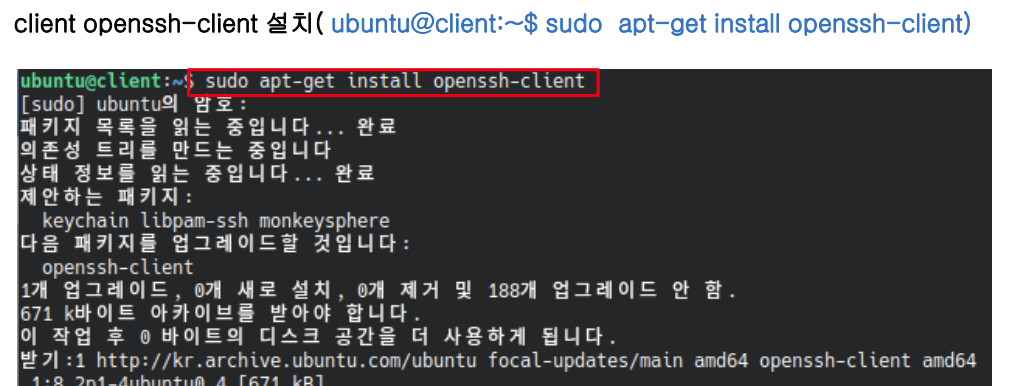 client openssh-client 설치( ubuntu@client:~$ sudo  apt-get install openssh-client)
ubuntu@client:~$ sudo apt-get install openssh-client
[sudo] ubuntu의 암호:
패키지 목록을 읽는 중입니다... 완료
의존성 트리를 만드는 중입니다
상태 정보를 읽는 중입니다... 완료
제안하는 패키지:
  keychain libpam-ssh monkeysphere
다음 패키지를 업그레이드할 것입니다:
  openssh-client
1개 업그레이드, 0개 새로 설치, 0개 제거 및 188개 업그레이드 안 함.
671 k바이트 아카이브를 받아야 합니다.
이 작업 후 0 바이트의 디스크 공간을 더 사용하게 됩니다.
받기:1 http://kr.archive.ubuntu.com/ubuntu focal-updates/main amd64 openssh-client amd64
 1:8.2p1-4ubuntu0.4 [671 kB]